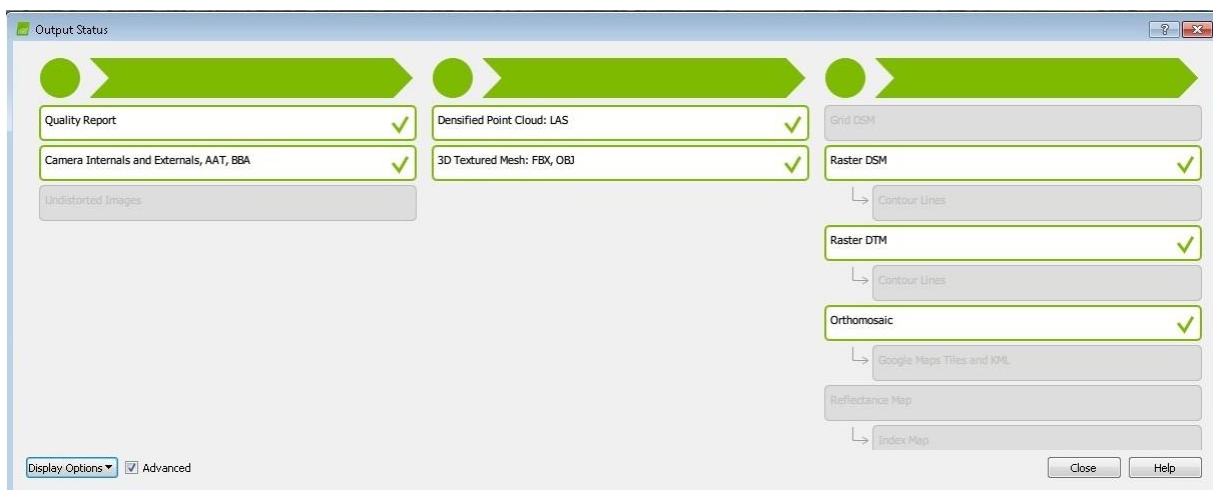 Output Status
?
Quality Report
Camera Internals and Externals, AAT, BBA
Undistorted Images
Densified Point Cloud: LAS
3D Textured Mesh: FBX, OBJ
Grid DSM
Raster DSM
Contour Lines
Raster DTM
Contour Lines
Orthomosaic
Google Maps Tiles and KML
Reflectance Map
Index Map
Display Options
Advanced
Close
Help